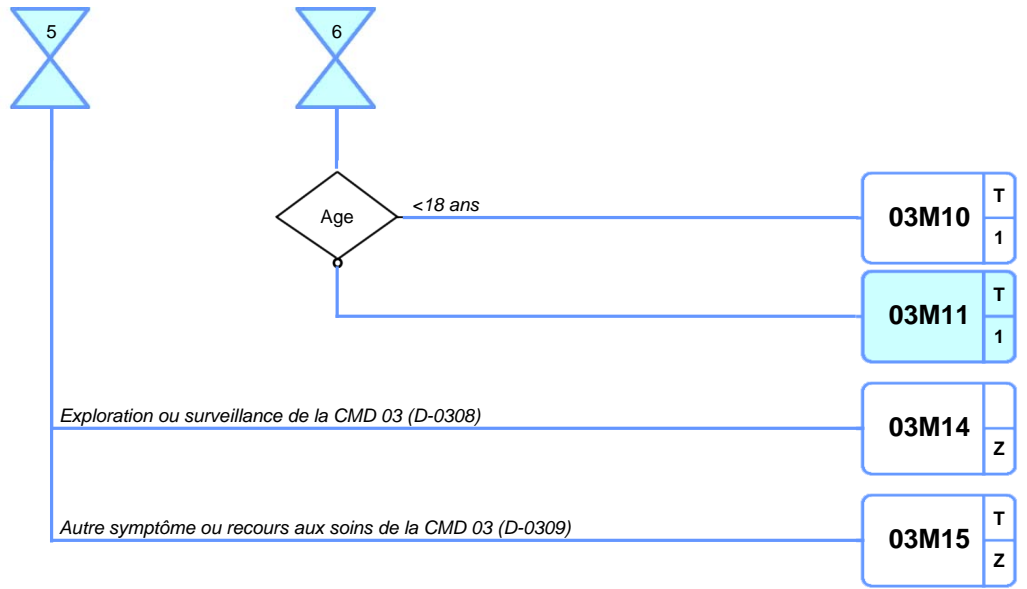 5
6
Age
<18 ans
03M10
T
1
03M11
T
1
Exploration ou surveillance de la CMD 03 (D-0308)
03M14
Z
Autre symptôme ou recours aux soins de la CMD 03 (D-0309)
03M15
T
Z